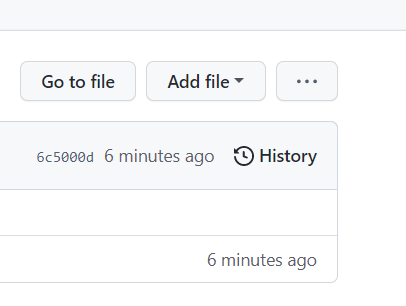 Go to file Add file ...
6c5000d 6 minutes ago History
6 minutes ago